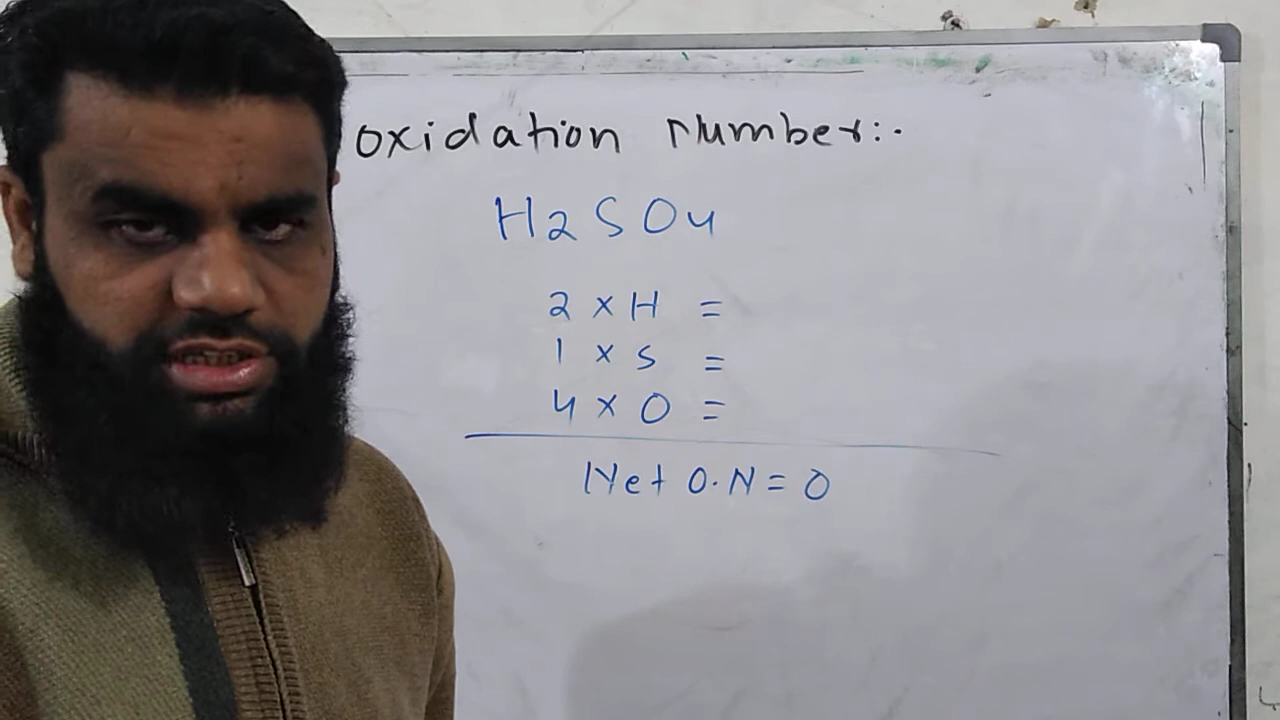 oxidation number:.
H2SO4
2 × H =
1 × S =
4 × O =
Net O.N = 0